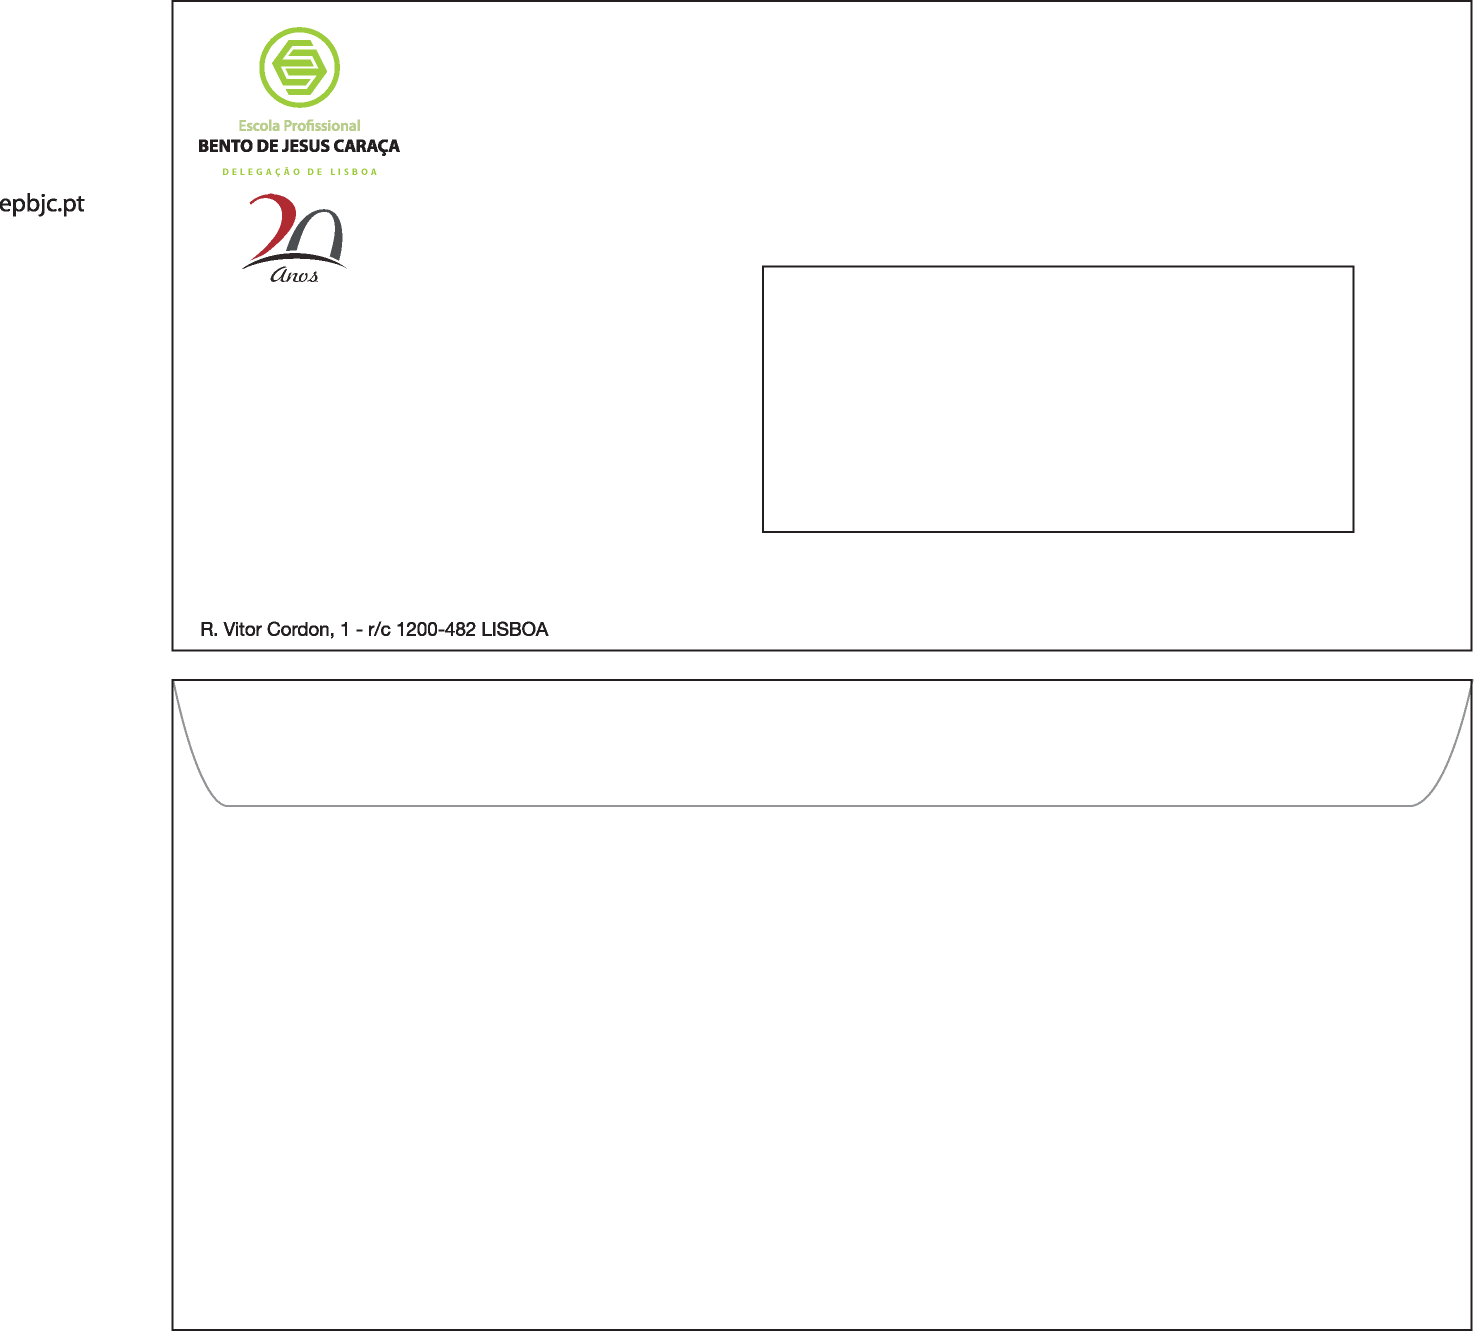 Escola Profissional
BENTO DE JESUS CARAÇA
DELEGAÇÃO DE LISBOA
epbjc.pt
20
Anos
R. Vitor Cordon, 1 - r/c 1200-482 LISBOA